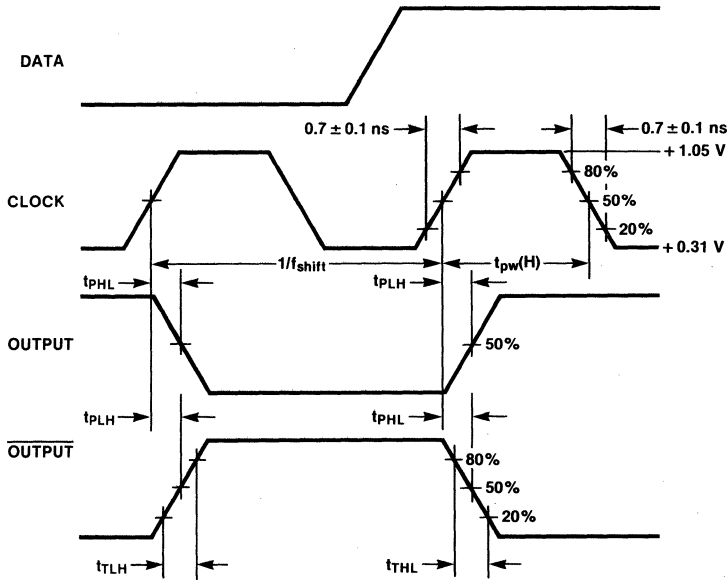 DATA
0.7 ± 0.1 ns
0.7 ± 0.1 ns
+ 1.05 V
80%
CLOCK
50%
20%
+ 0.31 V
1/fshift
tpw(H)
tPHL
tPLH
OUTPUT
50%
tPLH
tPHL
OUTPUT
80%
50%
20%
tTLH
tTHL